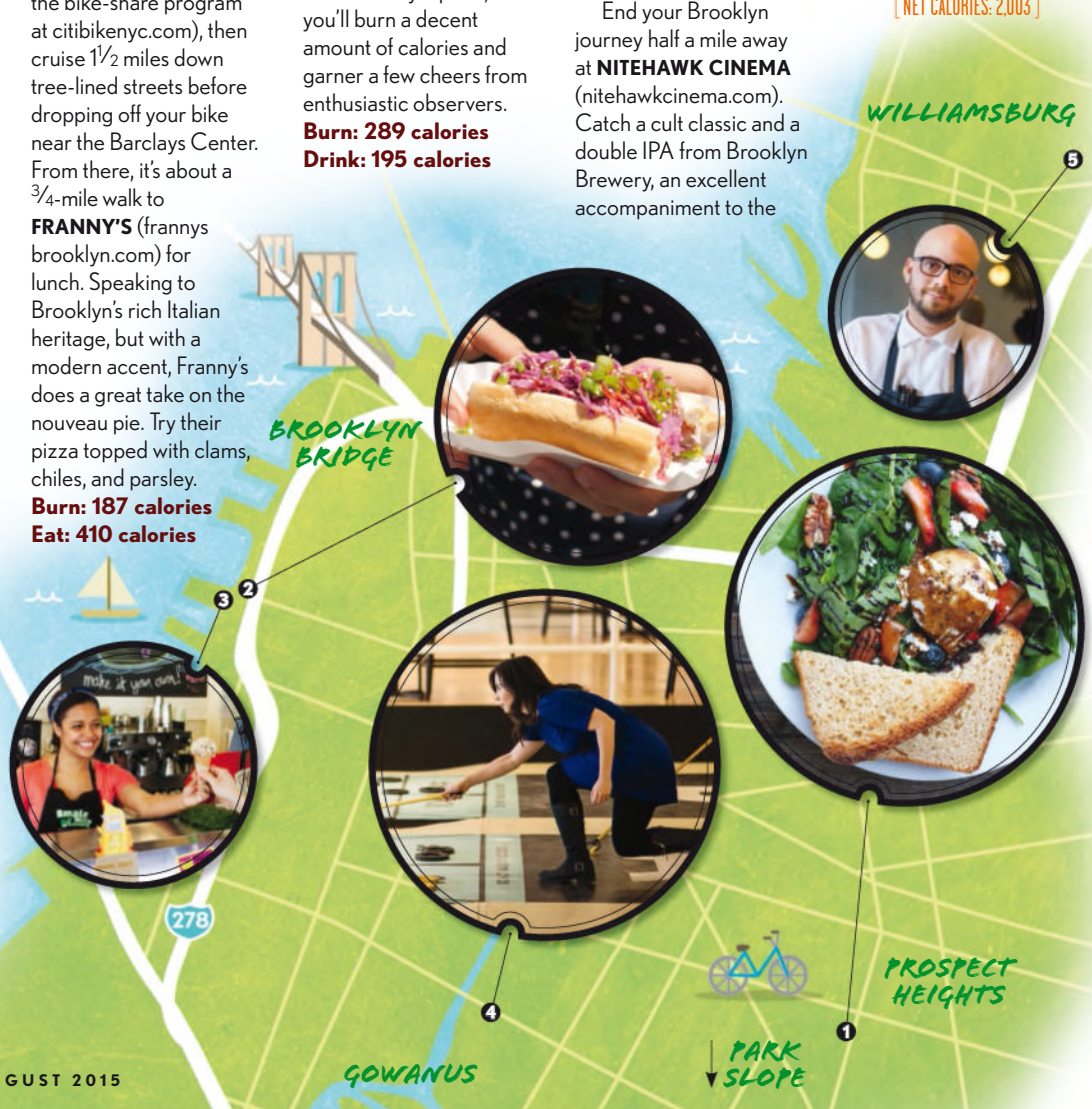 the bike-share program
at citibikenyc.com), then
cruise 1½ miles down
tree-lined streets before
dropping off your bike
near the Barclays Center.
From there, it's about a
¾-mile walk to
FRANNY'S (frannys
brooklyn.com) for
lunch. Speaking to
Brooklyn's rich Italian
heritage, but with a
modern accent, Franny's
does a great take on the
nouveau pie. Try their
pizza topped with clams,
chiles, and parsley.
Burn: 187 calories
Eat: 410 calories
you'll burn a decent
amount of calories and
garner a few cheers from
enthusiastic observers.
Burn: 289 calories
Drink: 195 calories
End your Brooklyn
journey half a mile away
at NITEHAWK CINEMA
(nitehawkcinema.com).
Catch a cult classic and a
double IPA from Brooklyn
Brewery, an excellent
accompaniment to the
[NET CALORIES: 2,003]
WILLIAMSBURG
5
BROOKLYN
BRIDGE
3
2
make it your own!
278
4
PROSPECT
HEIGHTS
1
PARK
SLOPE
GOWANUS
GUST 2015